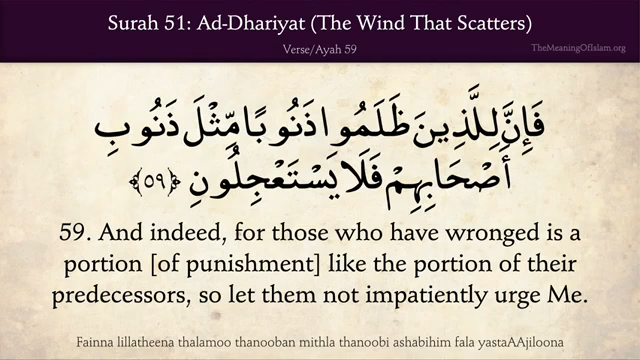 Surah 51: Ad-Dhariyat (The Wind That Scatters)
Verse/Ayah 59
TheMeaningOfIslam.org
فَإِنَّ لِلَّذِينَ ظَلَمُوا ذَنُوبًا مِّثْلَ ذَنُوبِ
أَصْحَابِهِمْ فَلَا يَسْتَعْجِلُونِ ﴿٥٩﴾
59. And indeed, for those who have wronged is a
portion [of punishment] like the portion of their
predecessors, so let them not impatiently urge Me.
Fainna lillatheena thalamoo thanooban mithla thanoobi ashabihim fala yastaAAjiloona